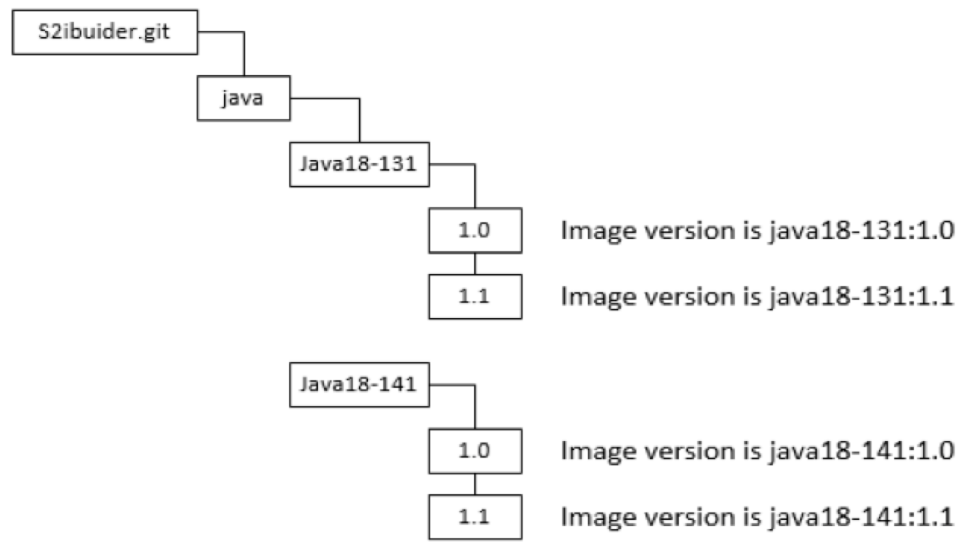 S2ibuider.git
java
Java18-131
1.0 Image version is java18-131:1.0
1.1 Image version is java18-131:1.1
Java18-141
1.0 Image version is java18-141:1.0
1.1 Image version is java18-141:1.1